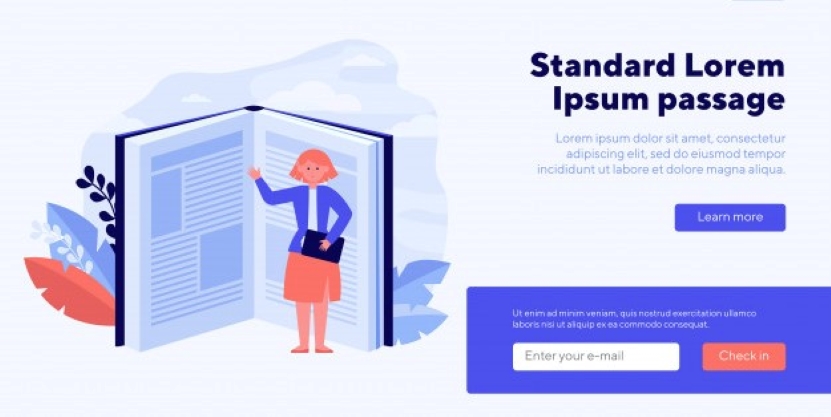 Standard Lorem
Ipsum passage
Lorem ipsum dolor sit amet, consectetur
adipiscing elit, sed do eiusmod tempor
incididunt ut labore et dolore magna aliqua.
Learn more
Ut enim ad minim veniam, quis nostrud exercitation ullamco
laboris nisi ut aliquip ex ea commodo consequat.
Enter your e-mail
Check in